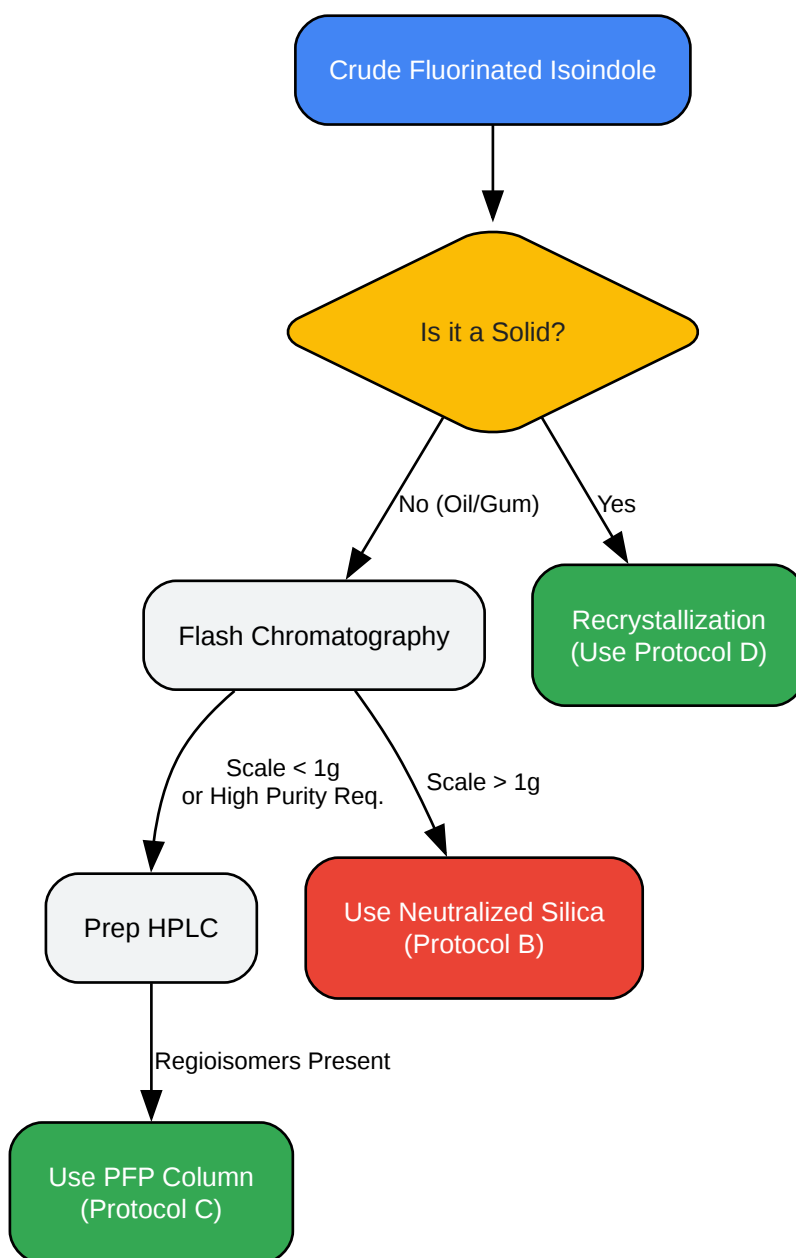 Crude Fluorinated Isoindole
Is it a Solid?
No (Oil/Gum)
Yes
Flash Chromatography
Recrystallization
(Use Protocol D)
Scale < 1g
or High Purity Req.
Scale > 1g
Prep HPLC
Use Neutralized Silica
(Protocol B)
Regioisomers Present
Use PFP Column
(Protocol C)